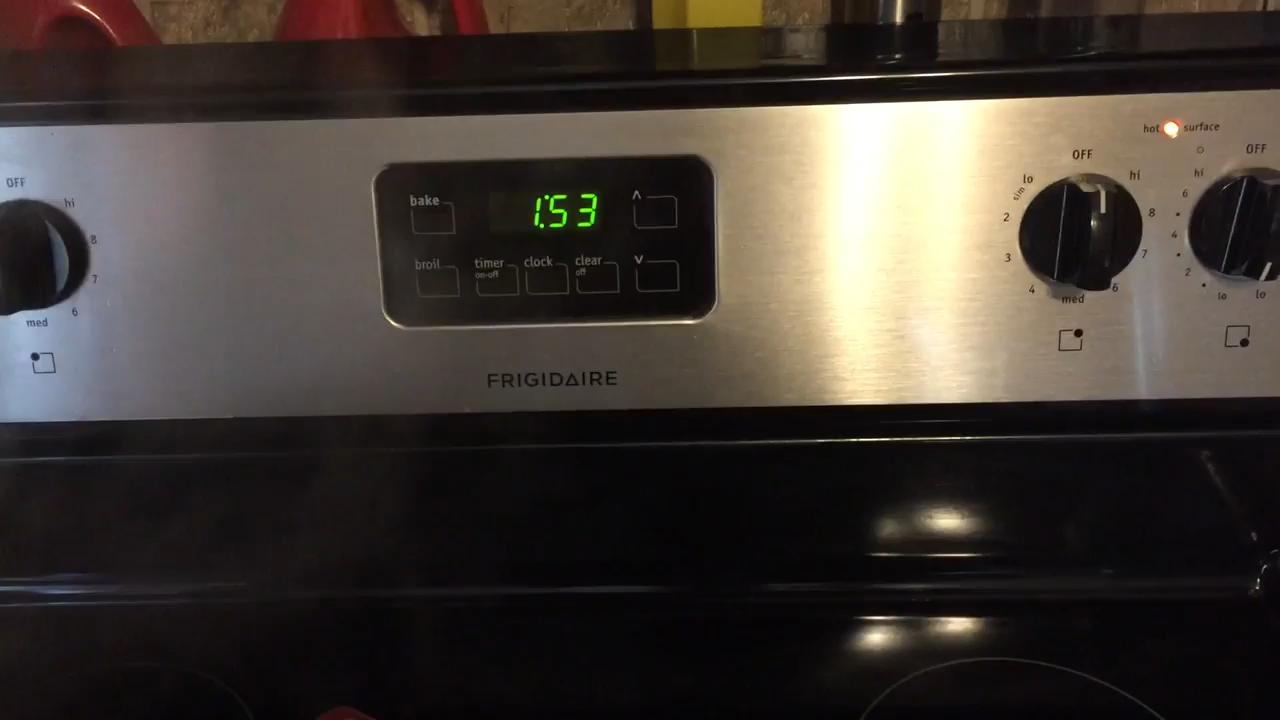 OFF
hi
8
7
6
med
bake
1:53
^
broil
timer
on-off
clock
clear
off
v
FRIGIDAIRE
OFF
lo
sim
2
3
4
med
6
7
8
hi
hot surface
OFF
hi
6
4
2
lo
lo